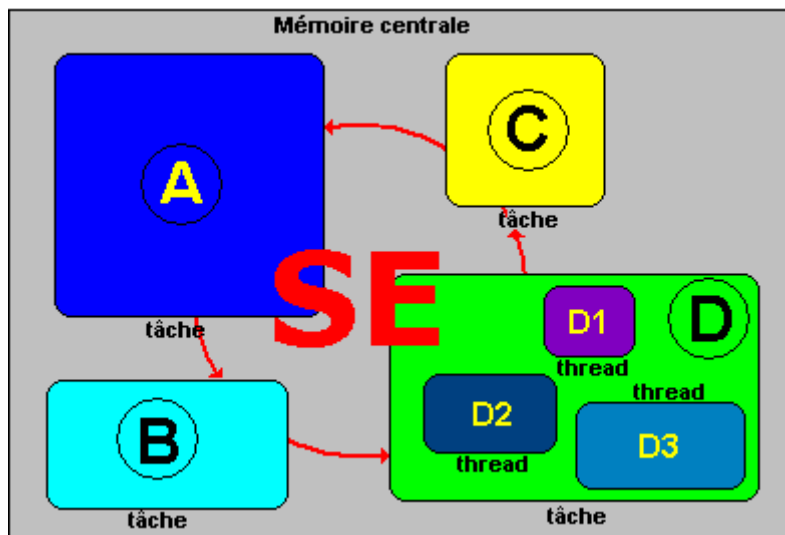 Mémoire centrale
A
tâche
C
tâche
SE
B
tâche
D
D1
thread
D2
thread
thread
D3
tâche